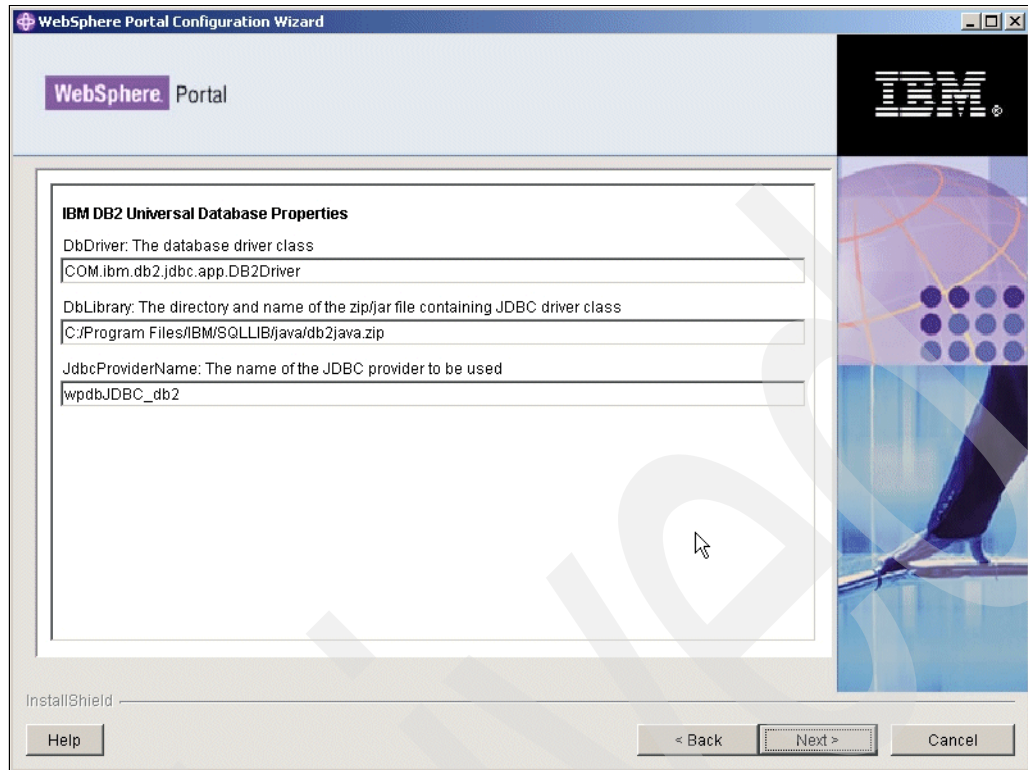 WebSphere Portal Configuration Wizard
WebSphere. Portal
IBM®
IBM DB2 Universal Database Properties
DbDriver: The database driver class
COM.ibm.db2.jdbc.app.DB2Driver
DbLibrary: The directory and name of the zip/jar file containing JDBC driver class
C:/Program Files/IBM/SQLLIB/java/db2java.zip
JdbcProviderName: The name of the JDBC provider to be used
wpdbJDBC_db2
InstallShield
Help
< Back
Next >
Cancel